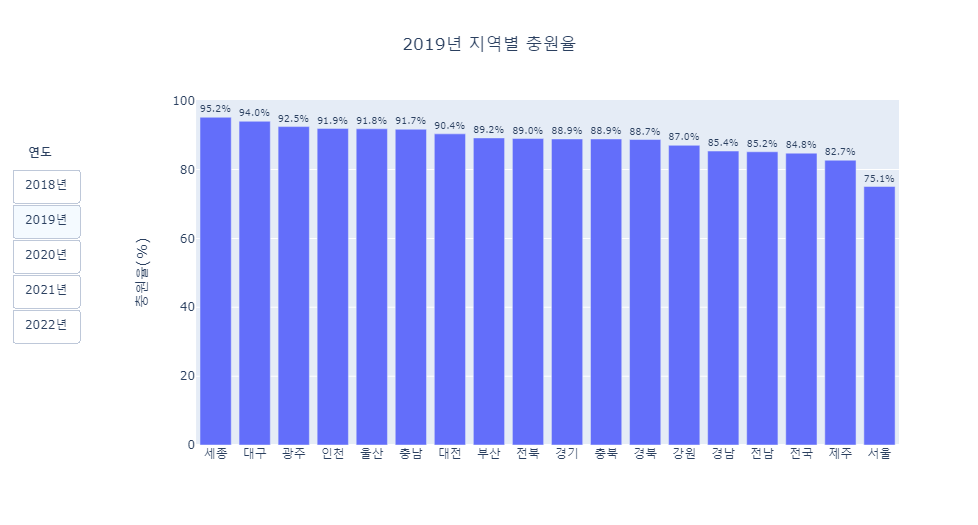 2019년 지역별 충원율
연도
2018년
2019년
2020년
2021년
2022년
충원율(%)
100
80
60
40
20
0
95.2% 94.0% 92.5% 91.9% 91.8% 91.7% 90.4% 89.2% 89.0% 88.9% 88.9% 88.7% 87.0% 85.4% 85.2% 84.8% 82.7% 75.1%
세종 대구 광주 인천 울산 충남 대전 부산 전북 경기 충북 경북 강원 경남 전남 전국 제주 서울